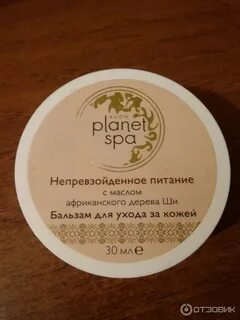 AVON
planet
spa
Непревзойденное питание
с маслом
африканского дерева Ши
Бальзам для ухода за кожей
30 мл е
ОТЗОВИК